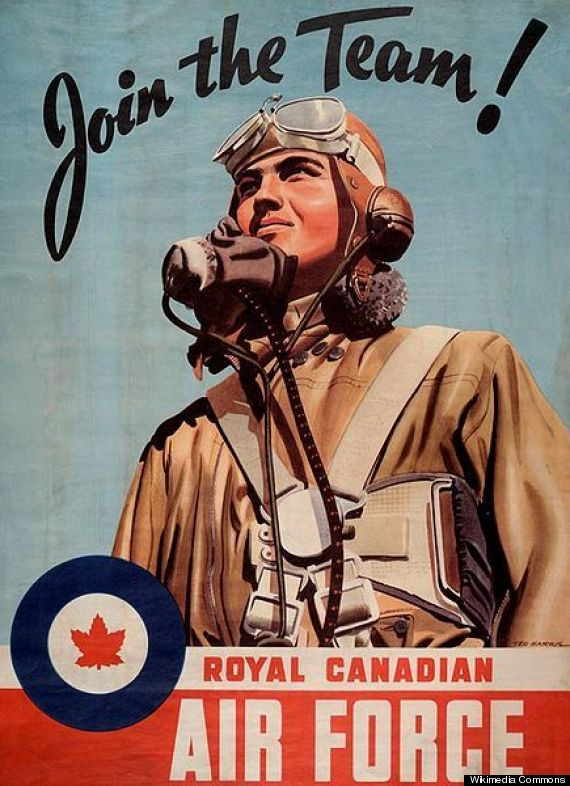 Join the Team!
TED HARRIS
ROYAL CANADIAN
AIR FORCE
Wikimedia Commons